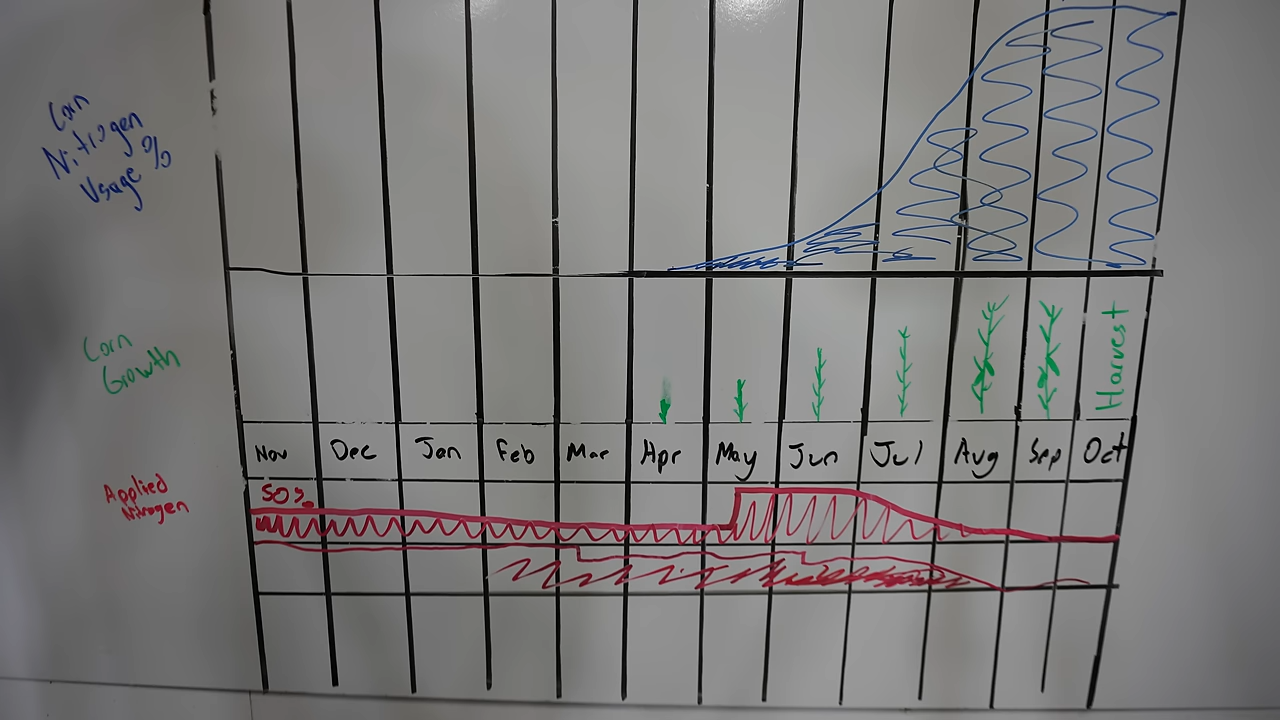 Corn
Nitrogen
Usage %
Corn
Growth
Harvest
Nov Dec Jan Feb Mar Apr May Jun Jul Aug Sep Oct
Applied
Nitrogen
50%